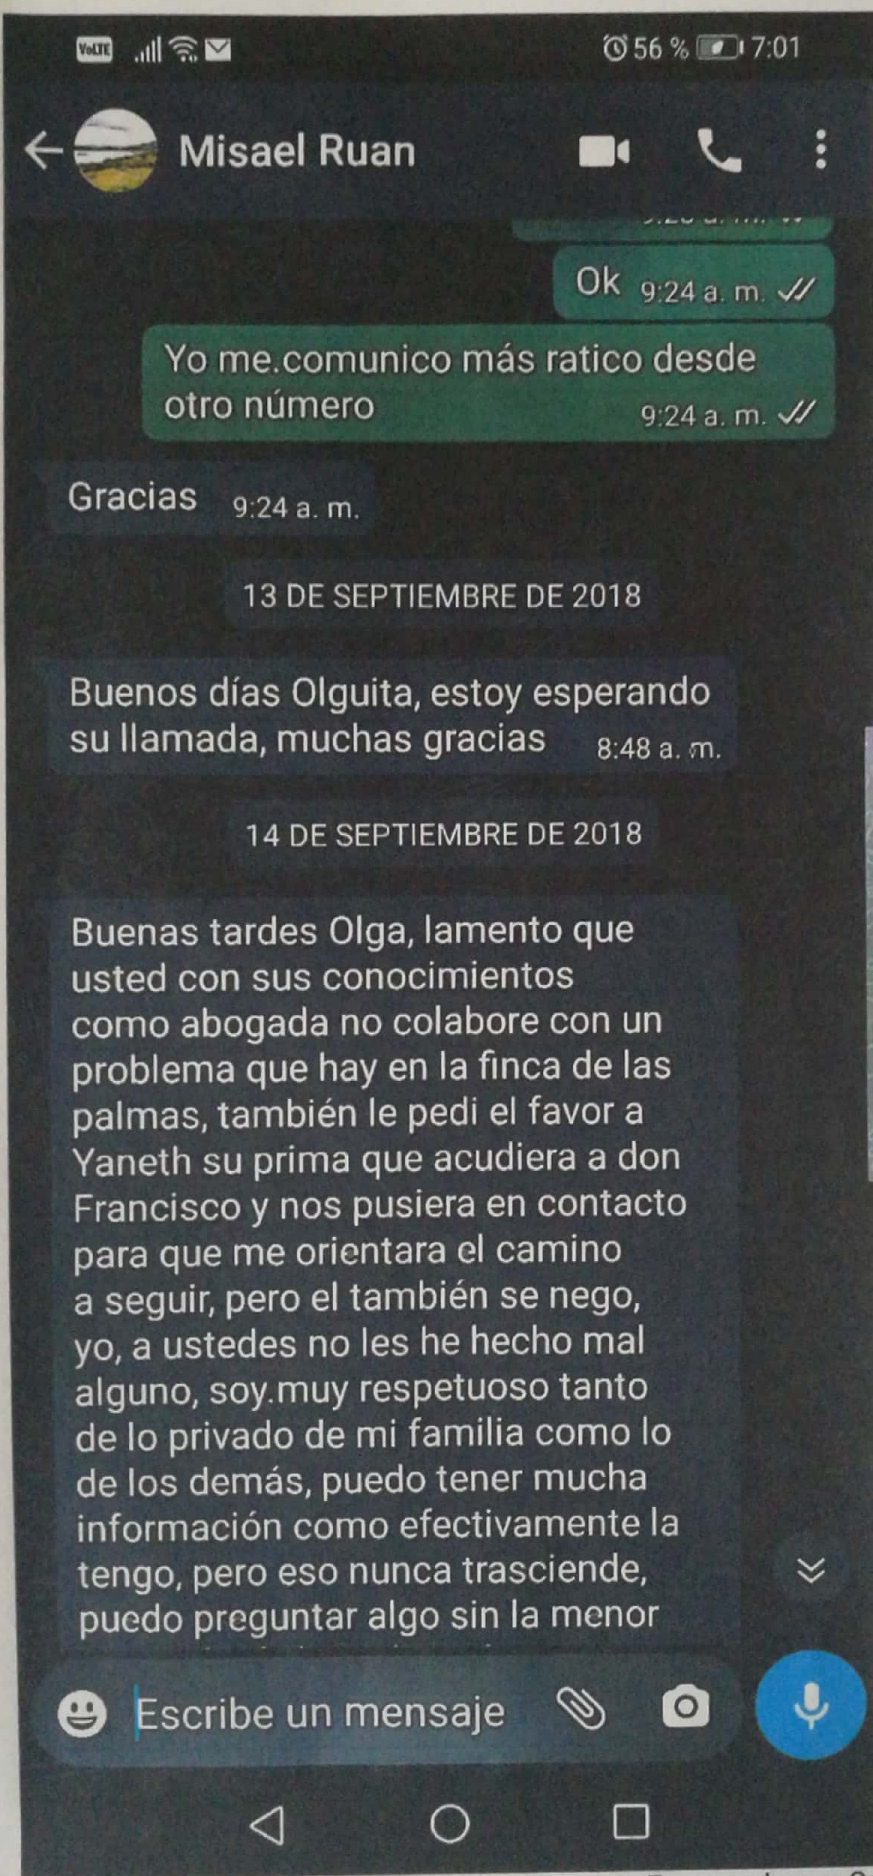 VoLTE 56 % 7:01
Misael Ruan
Ok 9:24 a. m.
Yo me.comunico más ratico desde
otro número 9:24 a. m.
Gracias 9:24 a. m.
13 DE SEPTIEMBRE DE 2018
Buenos días Olguita, estoy esperando
su llamada, muchas gracias 8:48 a. m.
14 DE SEPTIEMBRE DE 2018
Buenas tardes Olga, lamento que
usted con sus conocimientos
como abogada no colabore con un
problema que hay en la finca de las
palmas, también le pedi el favor a
Yaneth su prima que acudiera a don
Francisco y nos pusiera en contacto
para que me orientara el camino
a seguir, pero el también se nego,
yo, a ustedes no les he hecho mal
alguno, soy.muy respetuoso tanto
de lo privado de mi familia como lo
de los demás, puedo tener mucha
información como efectivamente la
tengo, pero eso nunca trasciende,
puedo preguntar algo sin la menor
Escribe un mensaje